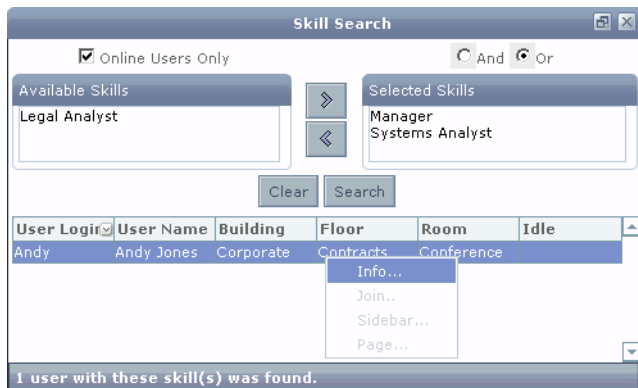 Skill Search
Online Users Only
And Or
Available Skills
Selected Skills
Legal Analyst
Manager
Systems Analyst
Clear Search
User Login User Name Building Floor Room Idle
Andy Andy Jones Corporate Contracts Conference
Info...
Join..
Sidebar...
Page...
1 user with these skill(s) was found.